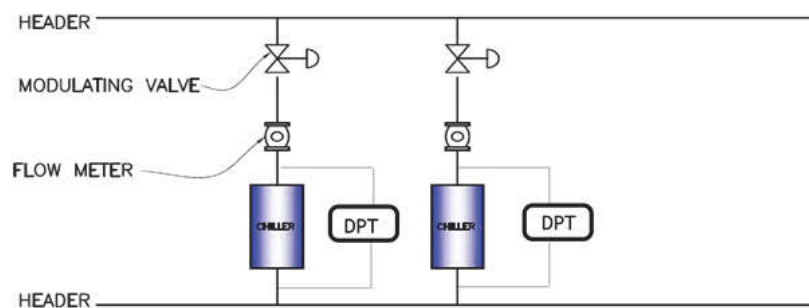 HEADER
MODULATING VALVE
FLOW METER
CHILLER
DPT
CHILLER
DPT
HEADER